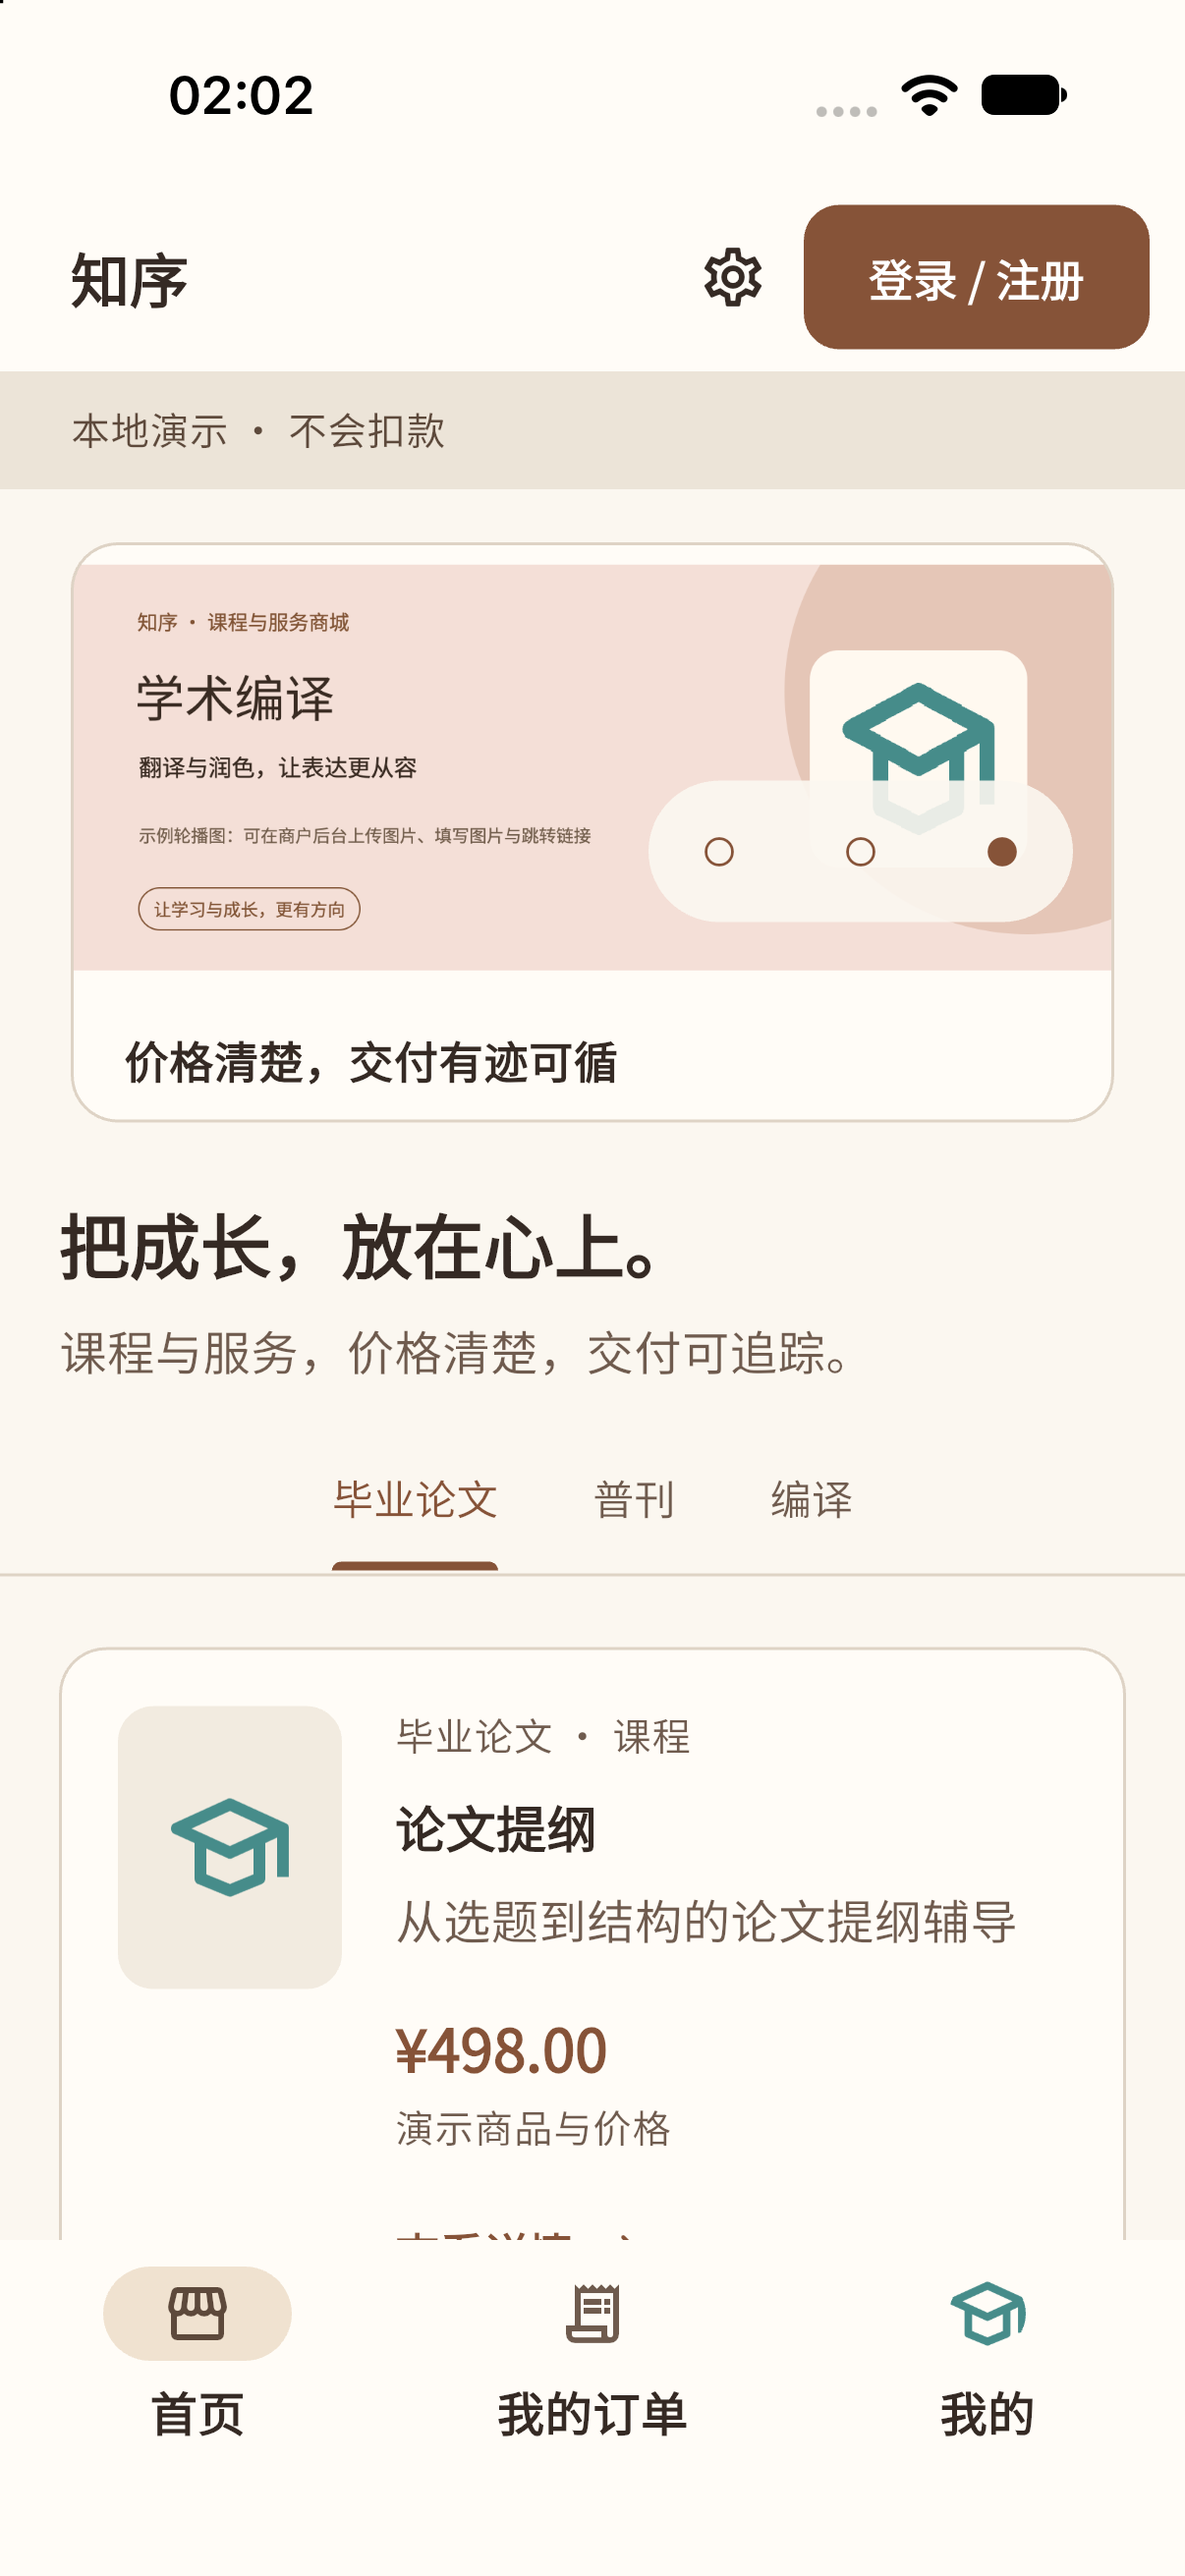 02:02
知序
登录 / 注册
本地演示 · 不会扣款
知序 · 课程与服务商城
学术编译
翻译与润色，让表达更从容
示例轮播图：可在商户后台上传图片、填写图片与跳转链接
让学习与成长，更有方向
价格清楚，交付有迹可循
把成长，放在心上。
课程与服务，价格清楚，交付可追踪。
毕业论文 普刊 编译
毕业论文 · 课程
论文提纲
从选题到结构的论文提纲辅导
¥498.00
演示商品与价格
首页 我的订单 我的